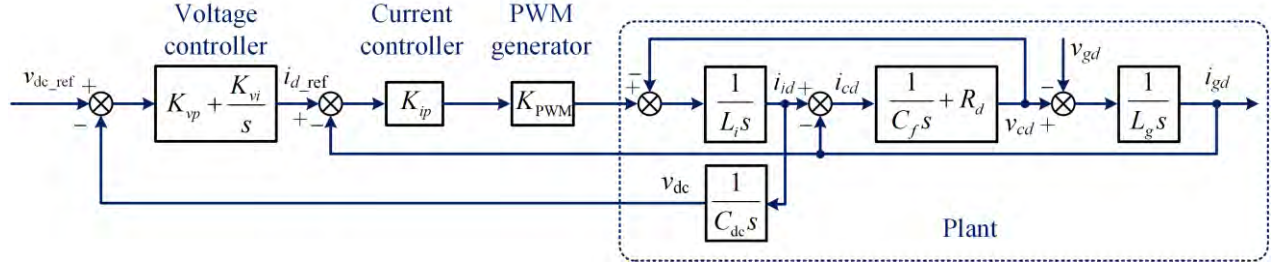 Voltage controller
Current controller
PWM generator
v_dc_ref
+
−
K_vp + K_vi/s
i_d_ref
+
−
K_ip
K_PWM
−
+
1/(L_i s)
i_id
+
−
i_cd
1/(C_f s) + R_d
v_cd
−
+
v_gd
1/(L_g s)
i_gd
v_dc
1/(C_dc s)
Plant